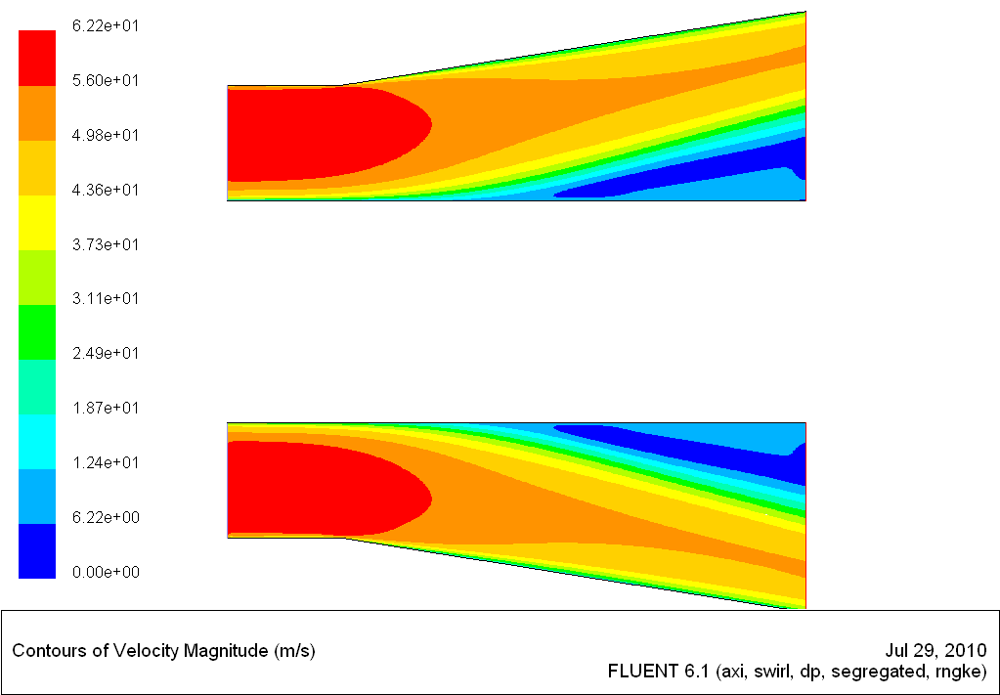 6.22e+01
5.60e+01
4.98e+01
4.36e+01
3.73e+01
3.11e+01
2.49e+01
1.87e+01
1.24e+01
6.22e+00
0.00e+00
Contours of Velocity Magnitude (m/s)
Jul 29, 2010
FLUENT 6.1 (axi, swirl, dp, segregated, rngke)